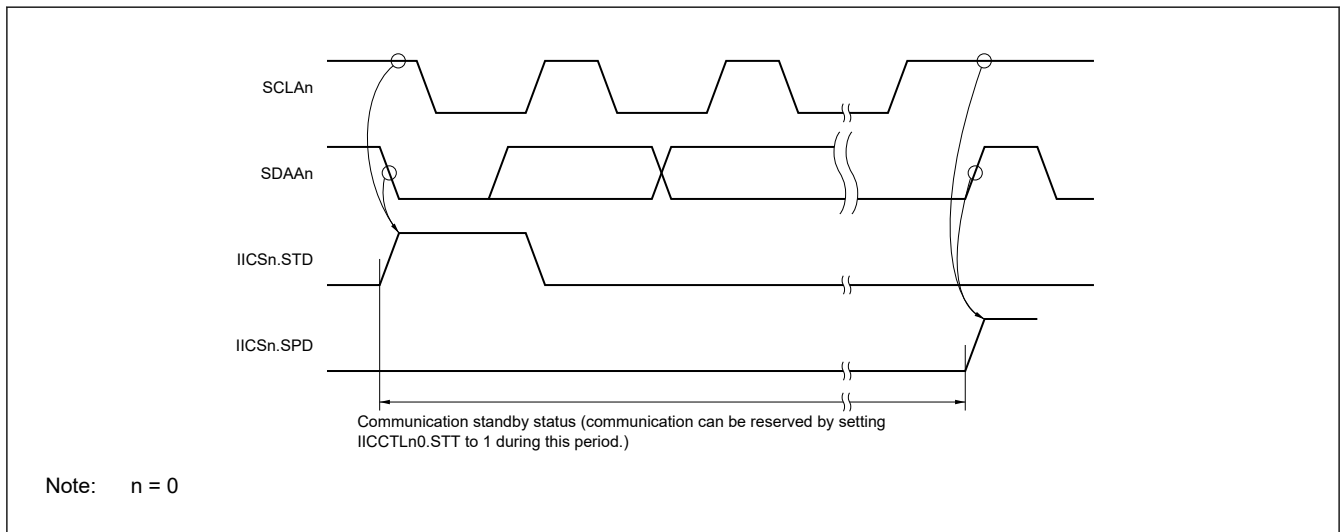 SCLAn
SDAAn
IICSn.STD
IICSn.SPD
Communication standby status (communication can be reserved by setting
IICCTLn0.STT to 1 during this period.)
Note: n = 0